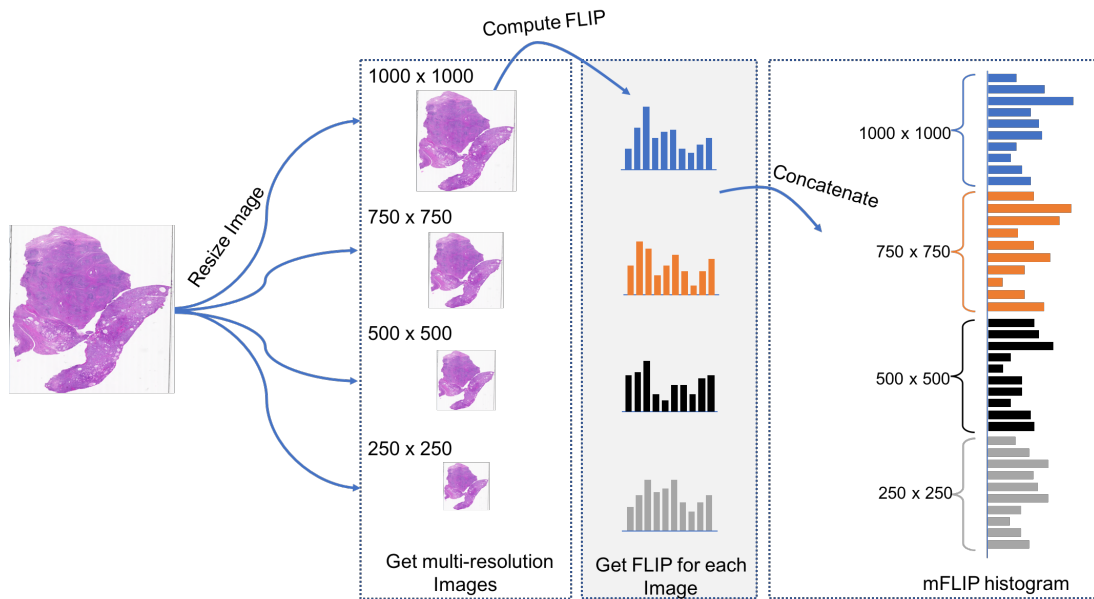 Compute FLIP
Resize Image
1000 x 1000
750 x 750
500 x 500
250 x 250
Get multi-resolution
Images
Get FLIP for each
Image
Concatenate
1000 x 1000
750 x 750
500 x 500
250 x 250
mFLIP histogram